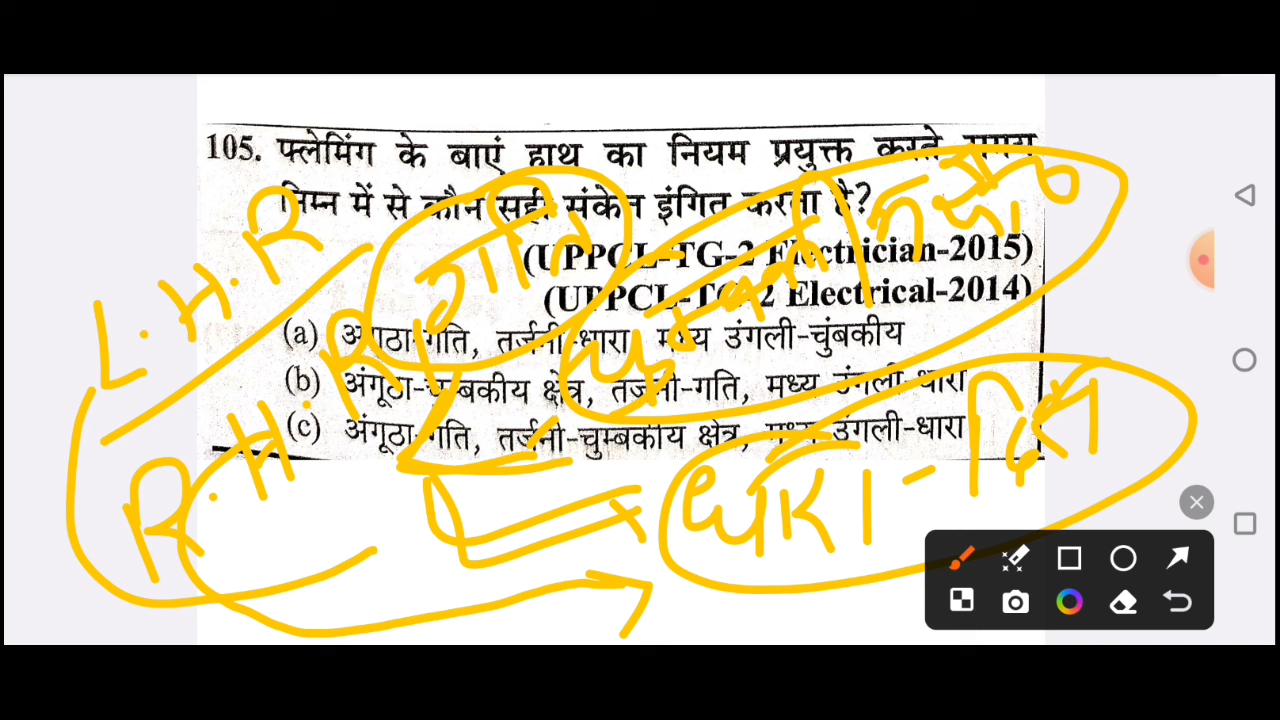 105. फ्लेमिंग के बाएं हाथ का नियम प्रयुक्त करते समय
निम्न में से कौन सही संकेत इंगित करता है?
(UPPCL-TG-2 Electrician-2015)
(UPPCL-TG-2 Electrical-2014)
(a) अंगूठा-गति, तर्जनी-धारा, मध्य उंगली-चुंबकीय
(b) अंगूठा-चुम्बकीय क्षेत्र, तर्जनी-गति, मध्य उंगली-धारा
(c) अंगूठा-गति, तर्जनी-चुम्बकीय क्षेत्र, मध्य उंगली-धारा
L.H.R
गति
R.H.R
धारा-